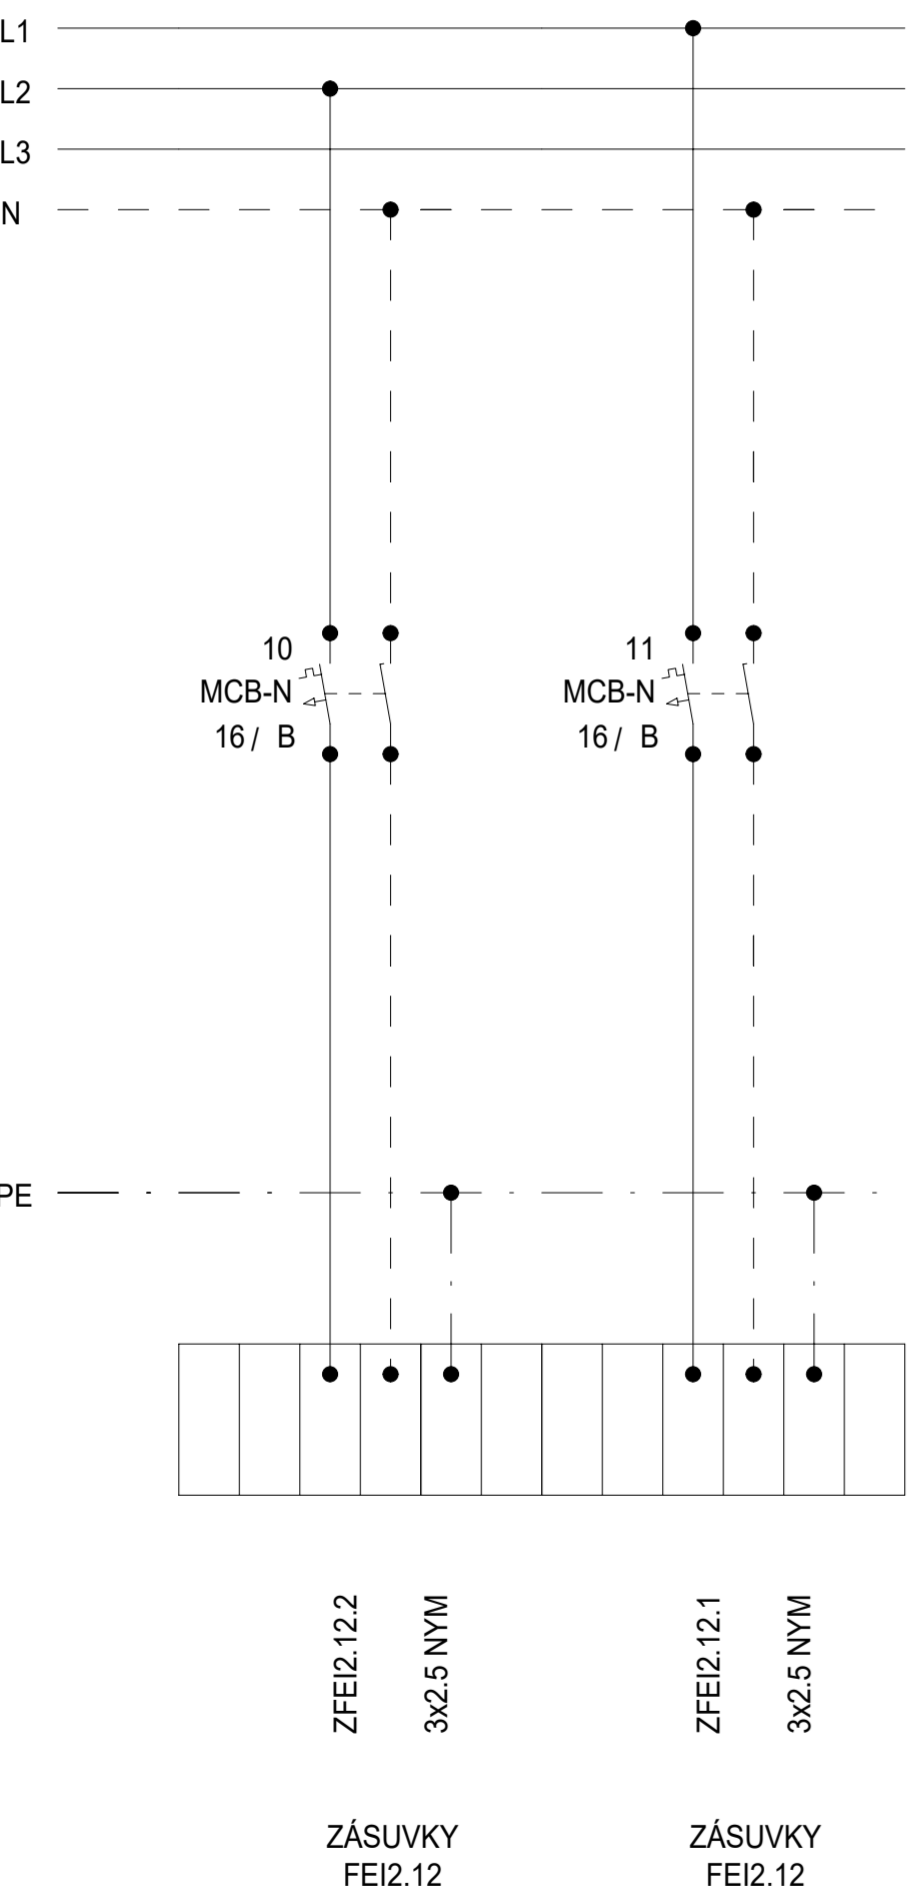 L1
L2
L3
N
10
MCB-N
16 / B
11
MCB-N
16 / B
PE
ZFEI2.12.2
3x2.5 NYM
ZFEI2.12.1
3x2.5 NYM
ZÁSUVKY
FEI2.12
ZÁSUVKY
FEI2.12